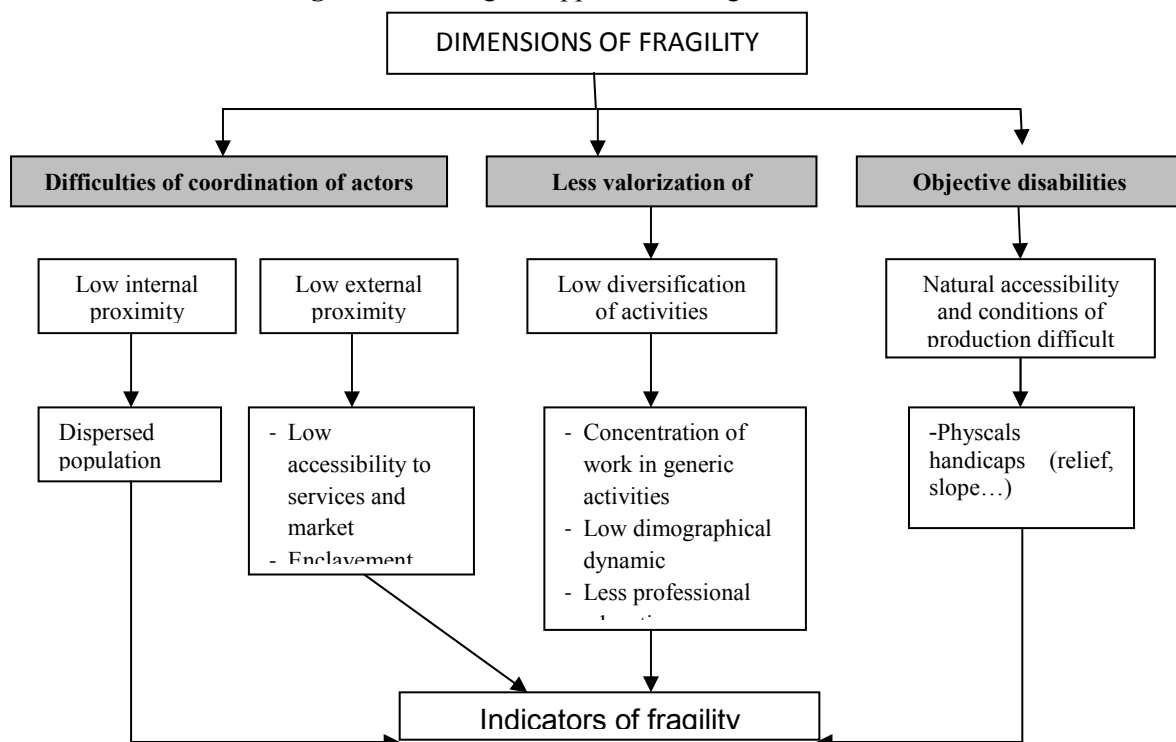 DIMENSIONS OF FRAGILITY
Difficulties of coordination of actors
Less valorization of
Objective disabilities
Low internal
proximity
Low external
proximity
Low diversification
of activities
Natural accessibility
and conditions of
production difficult
Dispersed
population
- Low
accessibility to
services and
market
- Enclavement
- Concentration of
work in generic
activities
- Low dimographical
dynamic
- Less professional
-Physcals
handicaps (relief,
slope…)
Indicators of fragility